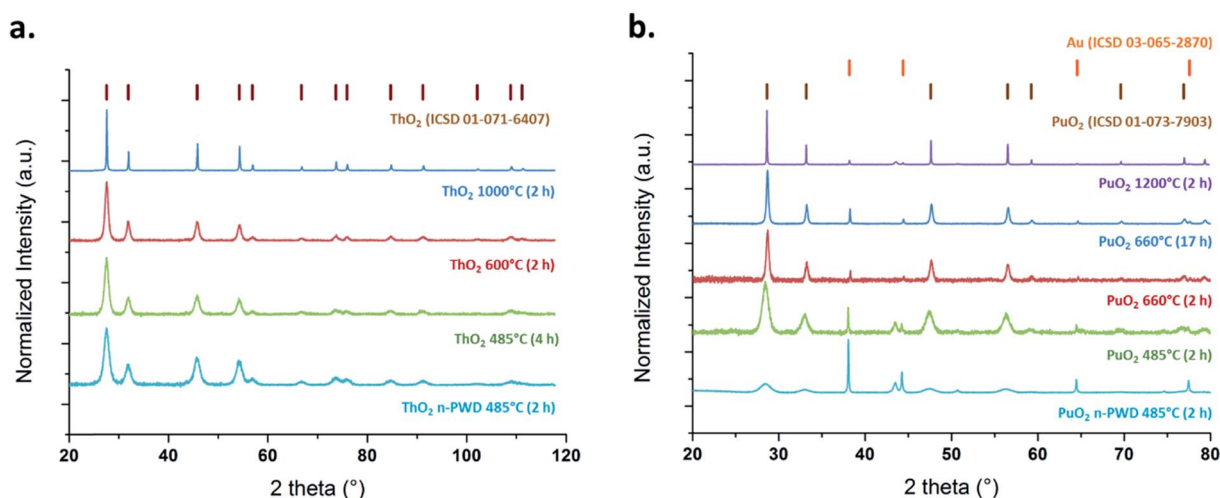 a.
ThO₂ (ICSD 01-071-6407)
ThO₂ 1000°C (2 h)
ThO₂ 600°C (2 h)
ThO₂ 485°C (4 h)
ThO₂ n-PWD 485°C (2 h)
Normalized Intensity (a.u.)
20 40 60 80 100 120
2 theta (°)
b.
Au (ICSD 03-065-2870)
PuO₂ (ICSD 01-073-7903)
PuO₂ 1200°C (2 h)
PuO₂ 660°C (17 h)
PuO₂ 660°C (2 h)
PuO₂ 485°C (2 h)
PuO₂ n-PWD 485°C (2 h)
Normalized Intensity (a.u.)
20 30 40 50 60 70 80
2 theta (°)